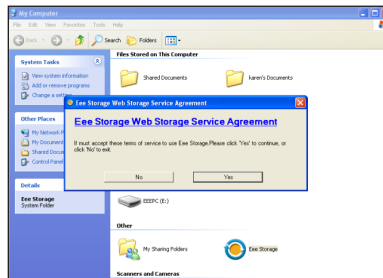 My Computer
File Edit View Favorites Tools Help
Back Search Folders
Files Stored on This Computer
System Tasks
View system information
Add or remove programs
Change a setting
Shared Documents
karen's Documents
Eee Storage Web Storage Service Agreement
Eee Storage Web Storage Service Agreement
If must accept these terms of service to use Eee Storage.Please click 'Yes' to continue, or
click 'No' to exit.
No Yes
Other Places
My Network P
My Document
Shared Docu
Control Panel
Details
Eee Storage
System Folder
EEEPC (E:)
Other
My Sharing Folders
Eee Storage
Scanners and Cameras